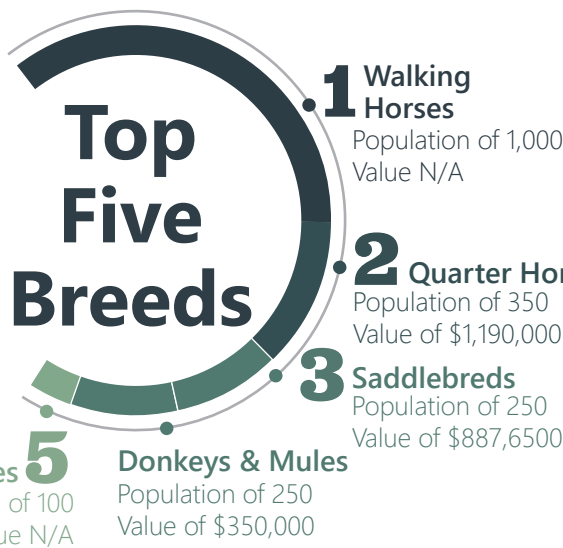 Top
Five
Breeds
1 Walking
Horses
Population of 1,000
Value N/A
2 Quarter
Population of 350
Value of $1,190,000
3 Saddlebreds
Population of 250
Value of $887,6500
Donkeys & Mules
Population of 250
Value of $350,000
5
of 100
N/A